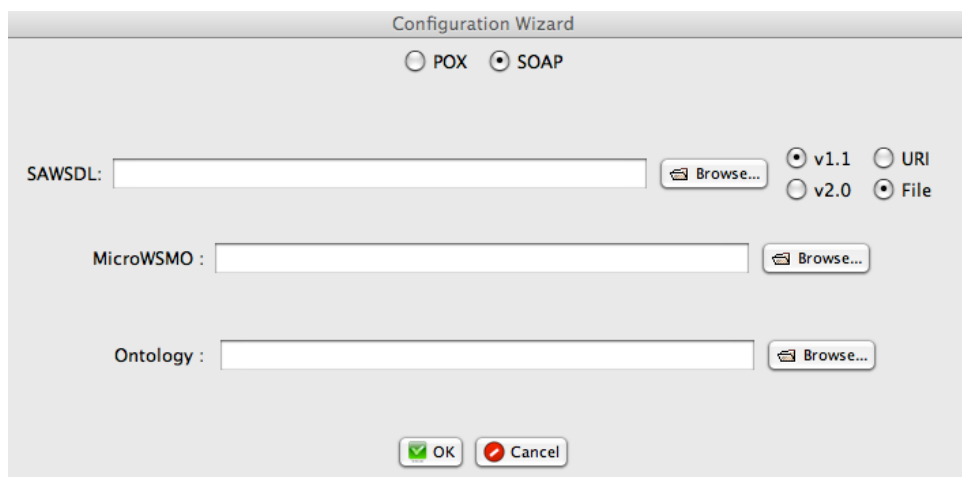 Configuration Wizard
POX SOAP
SAWSDL: Browse... v1.1 URI
v2.0 File
MicroWSMO : Browse...
Ontology : Browse...
OK Cancel